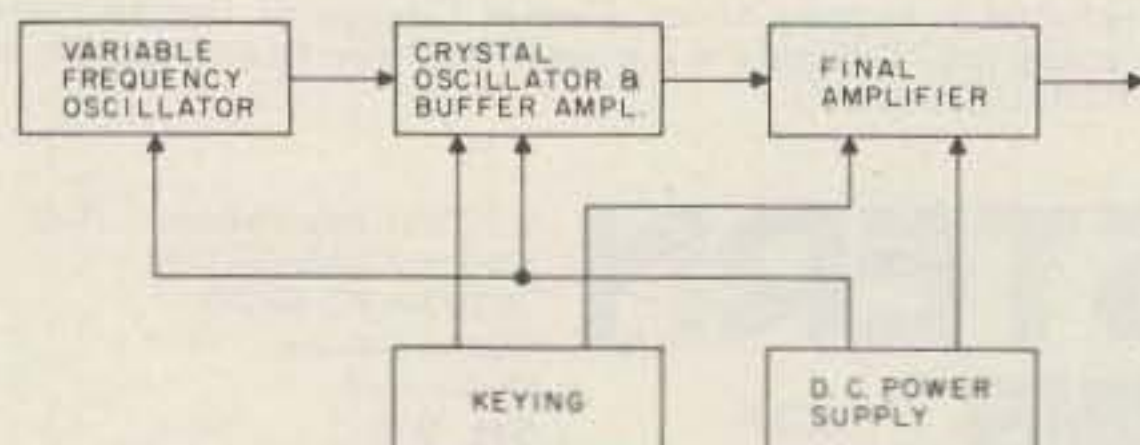 VARIABLE
FREQUENCY
OSCILLATOR
CRYSTAL
OSCILLATOR &
BUFFER AMPL.
FINAL
AMPLIFIER
KEYING
D. C. POWER
SUPPLY